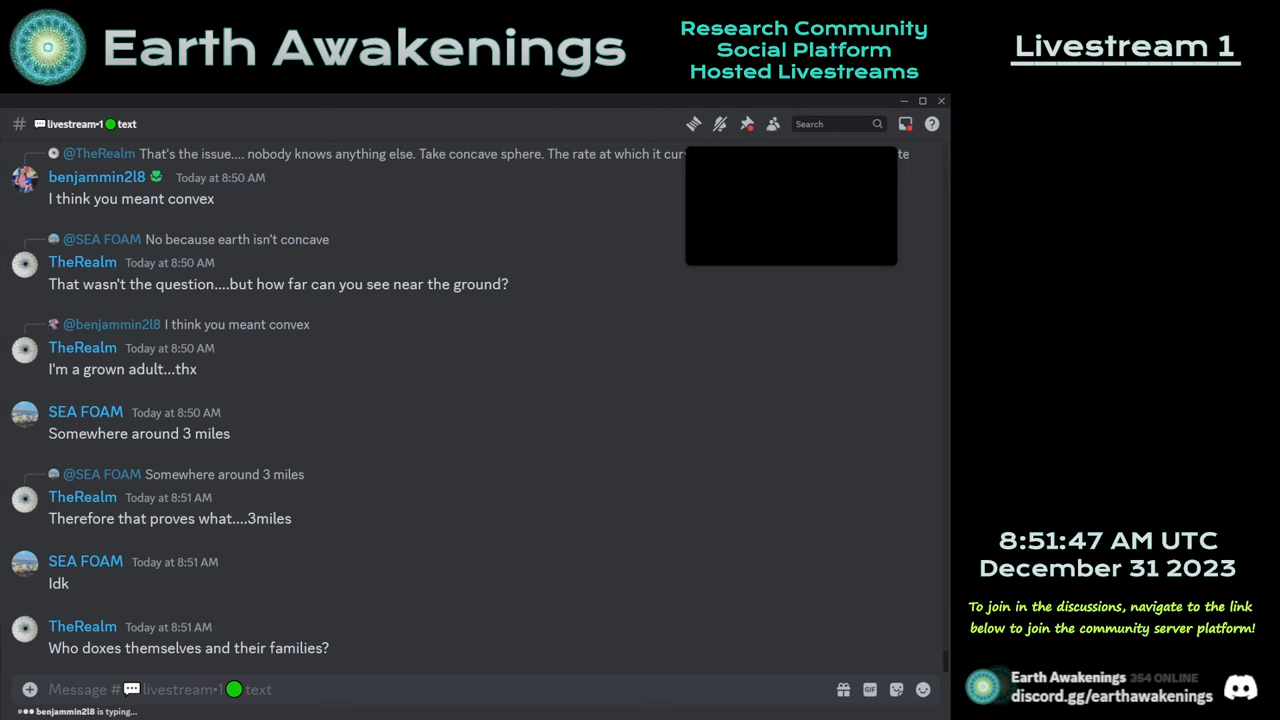 Earth Awakenings
Research Community
Social Platform
Hosted Livestreams
Livestream 1
# livestream•1 text
Search
@TheRealm That's the issue.... nobody knows anything else. Take concave sphere. The rate at which it
benjammin2l8 Today at 8:50 AM
I think you meant convex
@SEA FOAM No because earth isn't concave
TheRealm Today at 8:50 AM
That wasn't the question....but how far can you see near the ground?
@benjammin2l8 I think you meant convex
TheRealm Today at 8:50 AM
I'm a grown adult...thx
SEA FOAM Today at 8:50 AM
Somewhere around 3 miles
@SEA FOAM Somewhere around 3 miles
TheRealm Today at 8:51 AM
Therefore that proves what....3miles
SEA FOAM Today at 8:51 AM
Idk
TheRealm Today at 8:51 AM
Who doxes themselves and their families?
Message # livestream•1 text
GIF
benjammin2l8 is typing...
8:51:47 AM UTC
December 31 2023
To join in the discussions, navigate to the link
below to join the community server platform!
Earth Awakenings 354 ONLINE
discord.gg/earthawakenings